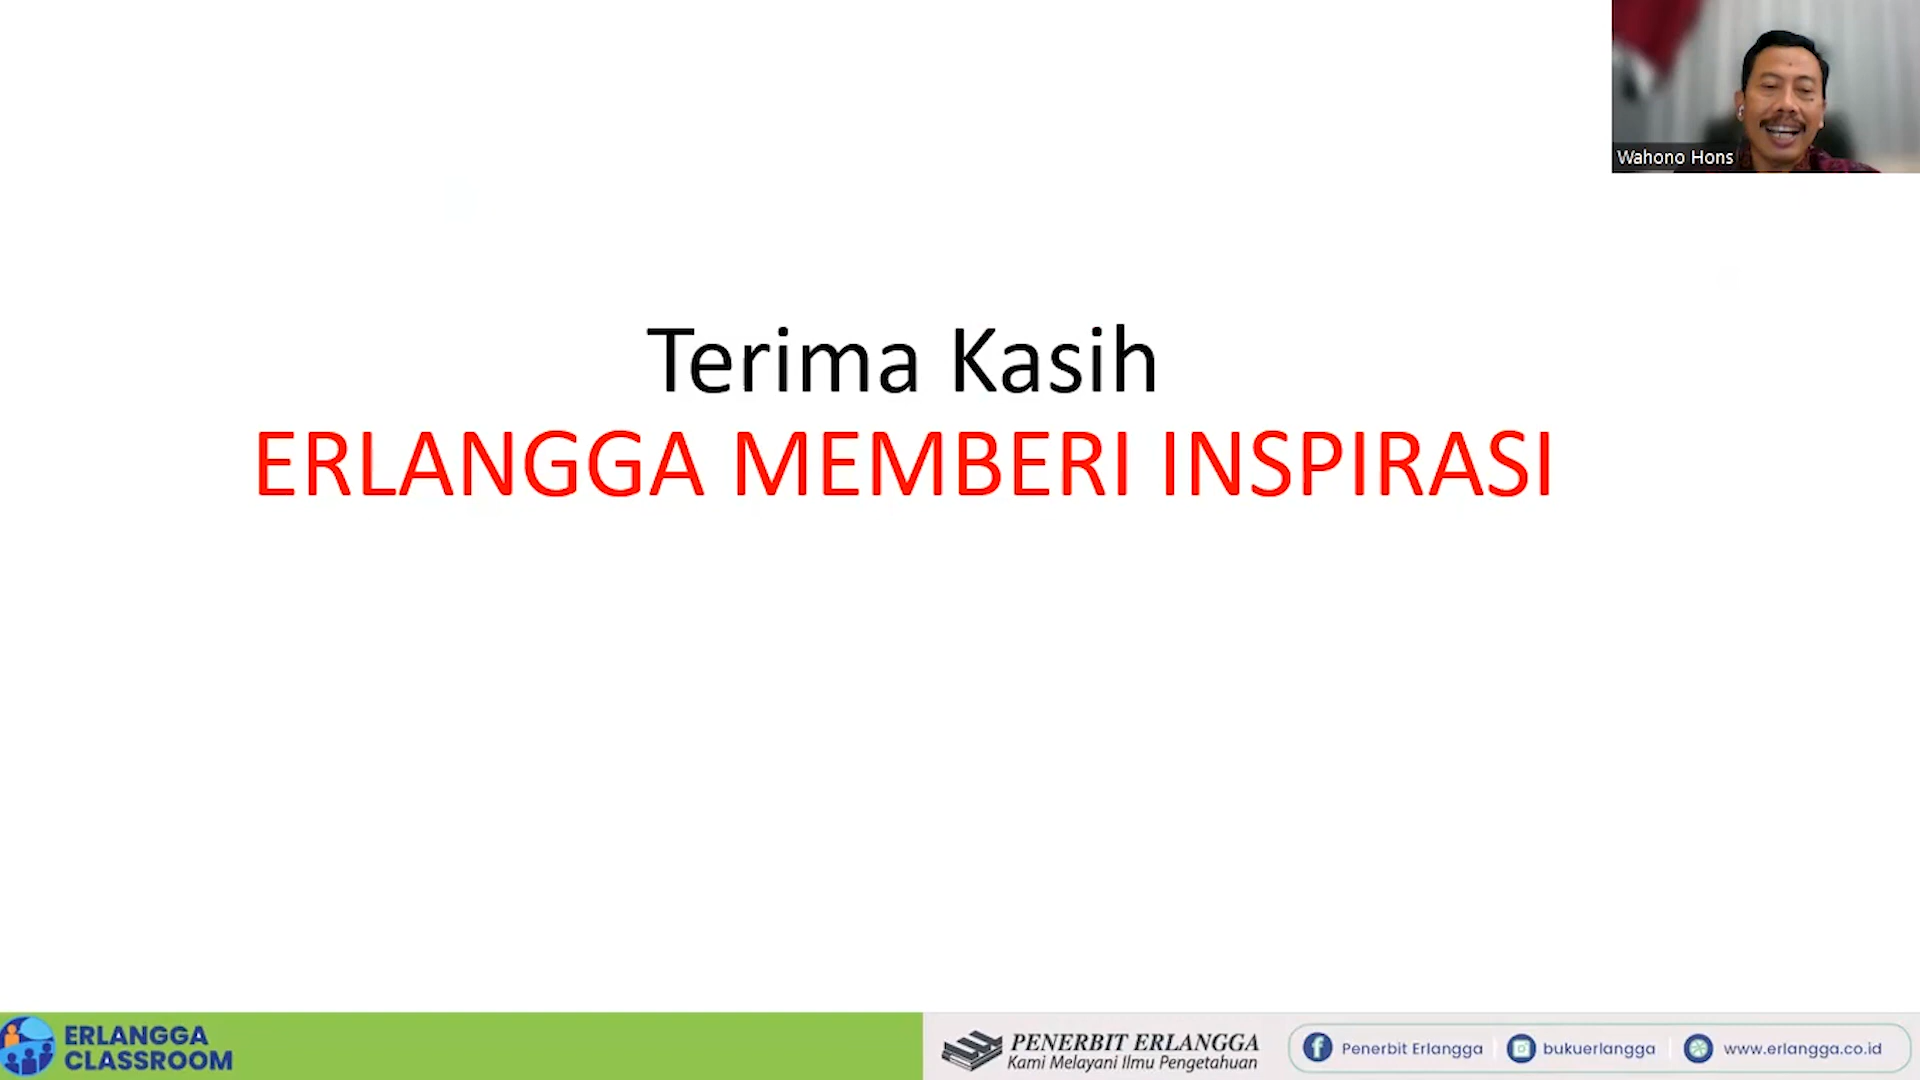 Wahono Hons
Terima Kasih
ERLANGGA MEMBERI INSPIRASI
ERLANGGA
CLASSROOM
PENERBIT ERLANGGA
Kami Melayani Ilmu Pengetahuan
Penerbit Erlangga
bukuerlangga
www.erlangga.co.id